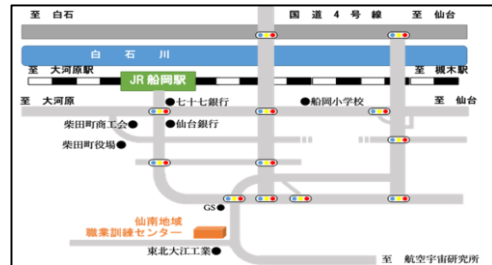 至 白石
国道4号線
至 仙台
白石川
至 大河原駅
JR船岡駅
至 槻木駅
至 大河原
●七十七銀行
●船岡小学校
至 仙台
柴田町商工会●
●仙台銀行
柴田町役場●
GS●
仙南地域
職業訓練センター
東北大江工業●
至 航空宇宙研究所